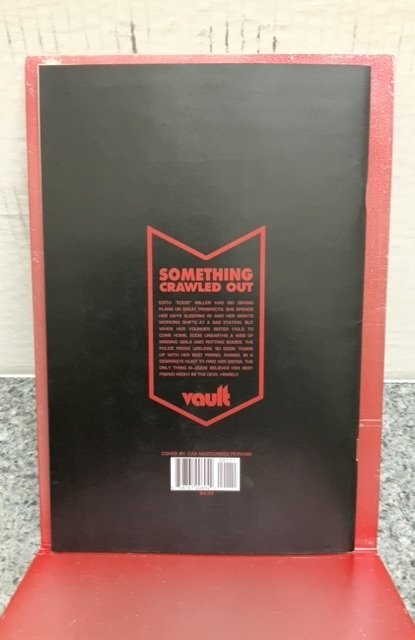 SOMETHING
CRAWLED OUT
EDITH "EDDIE" MILLER HAS NO GRAND
PLANS OR GREAT PROSPECTS. SHE SPENDS
HER DAYS SLEEPING IN AND HER NIGHTS
WORKING SHIFTS AT A GAS STATION. BUT
WHEN HER YOUNGER SISTER FAILS TO
COME HOME, EDDIE UNEARTHS A WEB OF
MISSING GIRLS AND ROTTING BODIES. THE
POLICE PROVE USELESS, SO EDDIE TEAMS
UP WITH HER BEST FRIEND, IN A
DESPERATE HUNT TO FIND HER SISTER. THE
ONLY THING IS—EDDIE BELIEVES HER BEST
FRIEND MIGHT BE THE DEVIL HIMSELF.
vault
COVER BY: CAS